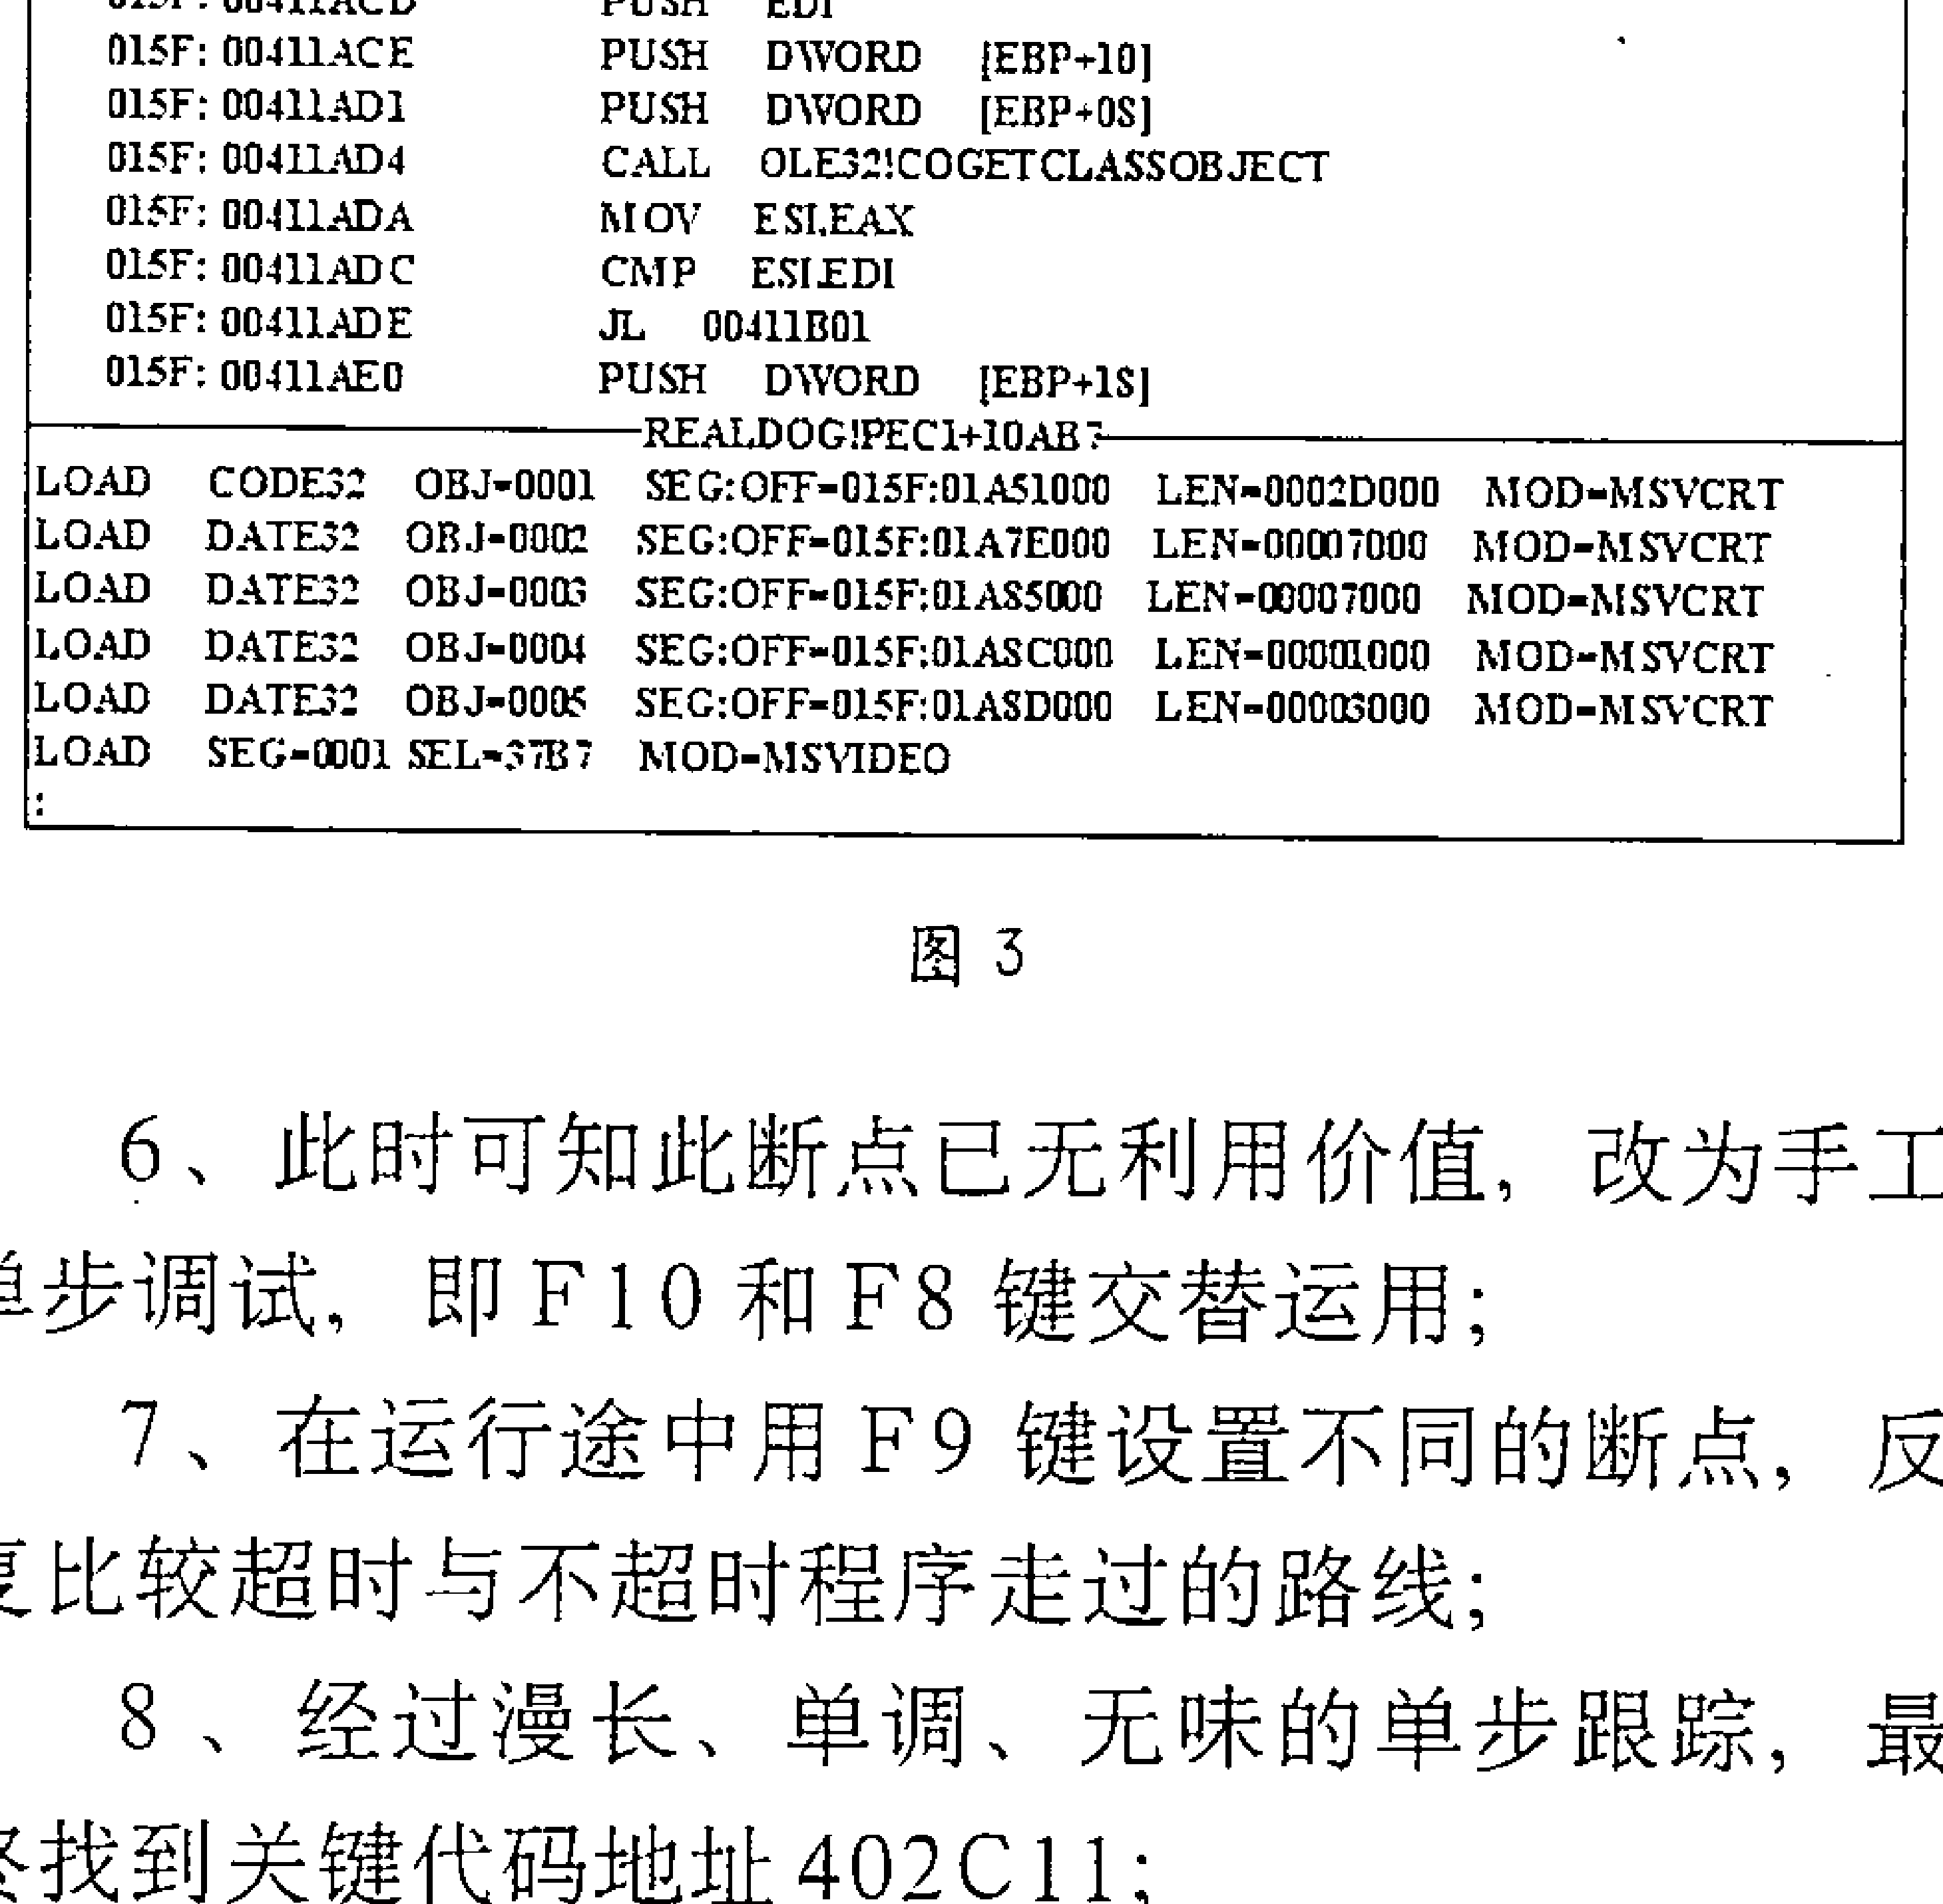 015F: 00411ACD PUSH EDI
015F: 00411ACE PUSH DWORD [EBP+10]
015F: 00411AD1 PUSH DWORD [EBP+0S]
015F: 00411AD4 CALL OLE32!COGETCLASSOBJECT
015F: 00411ADA MOV ESI,EAX
015F: 00411ADC CMP ESI,EDI
015F: 00411ADE JL 00411B01
015F: 00411AE0 PUSH DWORD [EBP+1S]
REALDOG!PEC1+10AB7
LOAD CODE32 OBJ=0001 SEG:OFF=015F:01A51000 LEN=0002D000 MOD=MSVCRT
LOAD DATE32 OBJ=0002 SEG:OFF=015F:01A7E000 LEN=00007000 MOD=MSVCRT
LOAD DATE32 OBJ=0003 SEG:OFF=015F:01AS5000 LEN=00007000 MOD=MSVCRT
LOAD DATE32 OBJ=0004 SEG:OFF=015F:01ASC000 LEN=00001000 MOD=MSVCRT
LOAD DATE32 OBJ=0005 SEG:OFF=015F:01ASD000 LEN=00003000 MOD=MSVCRT
LOAD SEG=0001 SEL=37B7 MOD=MSVIDEO
:
图 3
6、此时可知此断点已无利用价值，改为手工
单步调试，即F10和F8键交替运用；
7、在运行途中用F9键设置不同的断点，反
复比较超时与不超时程序走过的路线；
8、经过漫长、单调、无味的单步跟踪，最
终找到关键代码地址402C11；